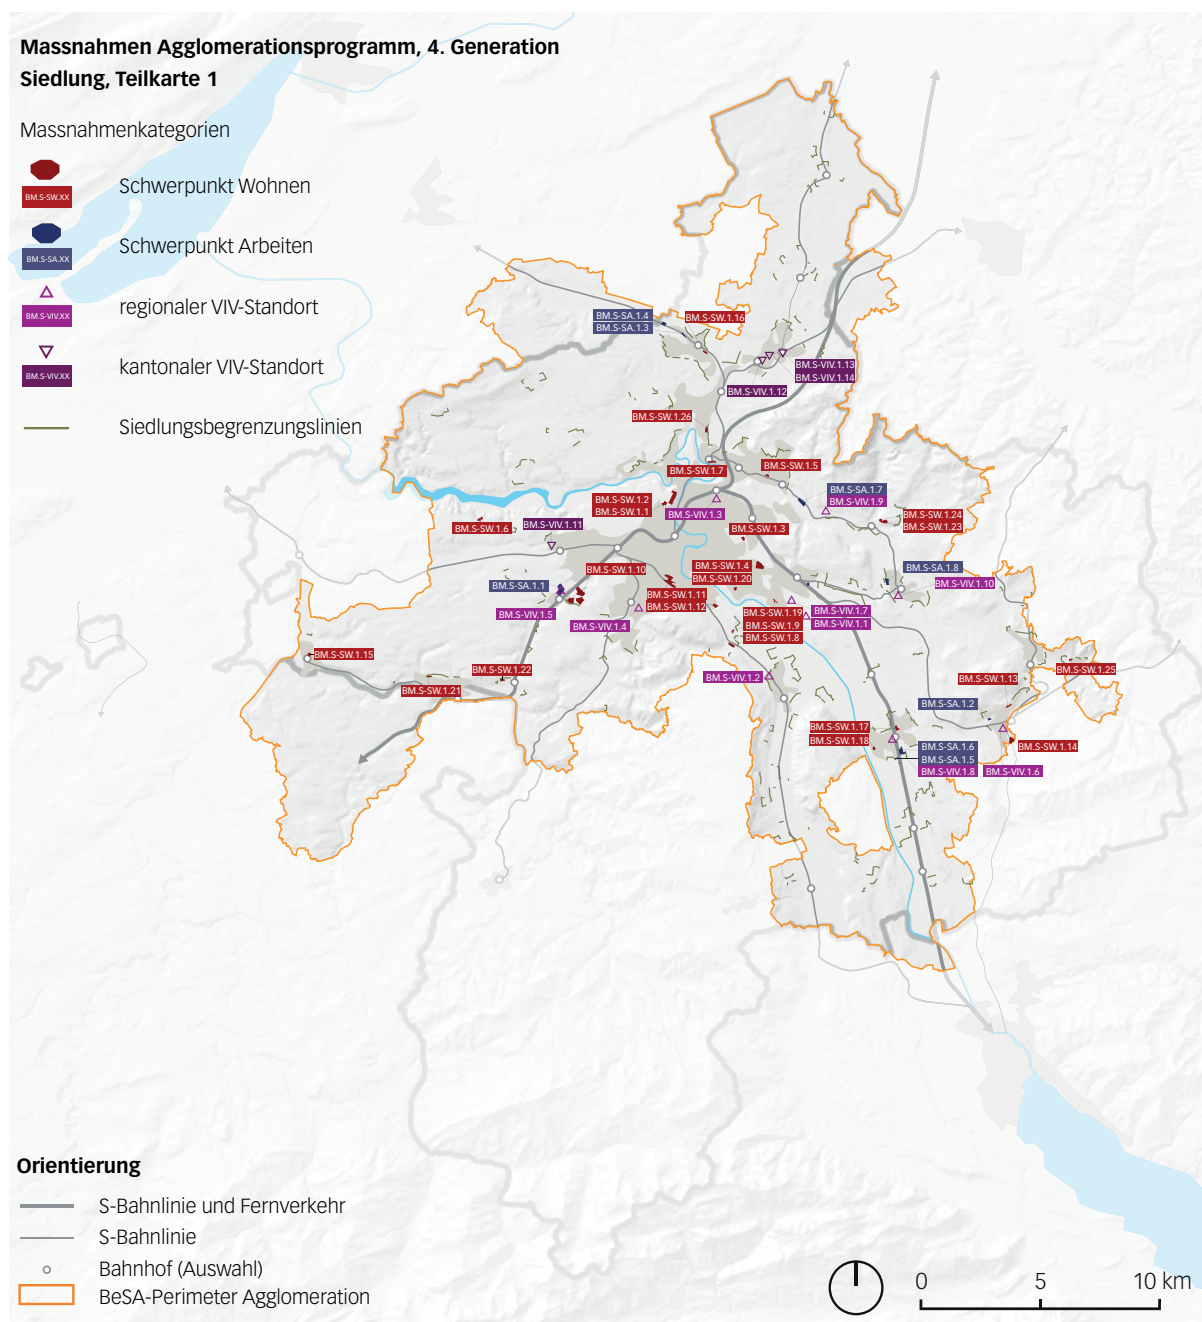 Massnahmen Agglomerationsprogramm, 4. Generation
Siedlung, Teilkarte 1
Massnahmenkategorien
BM.S-SW.XX
Schwerpunkt Wohnen
BM.S-SA.XX
Schwerpunkt Arbeiten
BM.S-VIV.XX
regionaler VIV-Standort
BM.S-VIV.XX
kantonaler VIV-Standort
Siedlungsbegrenzungslinien
BM.S-SA.1.4
BM.S-SA.1.3
BM.S-SW.1.16
BM.S-VIV.1.13
BM.S-VIV.1.14
BM.S-VIV.1.12
BM.S-SW.1.26
BM.S-SW.1.7
BM.S-SW.1.5
BM.S-SA.1.7
BM.S-VIV.1.9
BM.S-SW.1.2
BM.S-SW.1.1
BM.S-VIV.1.3
BM.S-SW.1.24
BM.S-SW.1.23
BM.S-SW.1.6
BM.S-VIV.1.11
BM.S-SW.1.3
BM.S-SW.1.10
BM.S-SW.1.4
BM.S-SW.1.20
BM.S-SA.1.8
BM.S-VIV.1.10
BM.S-SA.1.1
BM.S-SW.1.11
BM.S-SW.1.12
BM.S-VIV.1.5
BM.S-VIV.1.4
BM.S-SW.1.19
BM.S-SW.1.9
BM.S-SW.1.8
BM.S-VIV.1.7
BM.S-VIV.1.1
BM.S-SW.1.15
BM.S-SW.1.22
BM.S-SW.1.21
BM.S-VIV.1.2
BM.S-SW.1.13
BM.S-SW.1.25
BM.S-SA.1.2
BM.S-SW.1.17
BM.S-SW.1.18
BM.S-SA.1.6
BM.S-SA.1.5
BM.S-VIV.1.8
BM.S-VIV.1.6
BM.S-SW.1.14
Orientierung
S-Bahnlinie und Fernverkehr
S-Bahnlinie
Bahnhof (Auswahl)
BeSA-Perimeter Agglomeration
0 5 10 km